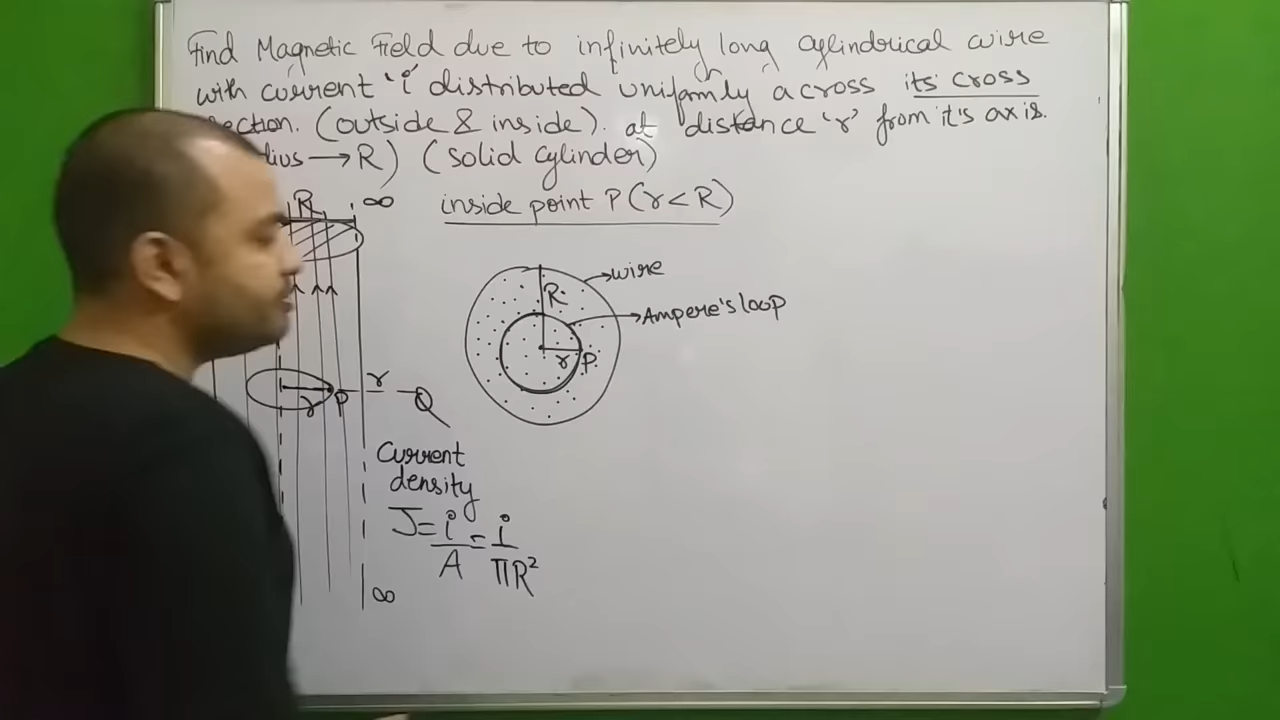 Find Magnetic Field due to infinitely long cylindrical wire
with current 'i' distributed uniformly across its cross
section. (outside & inside). at distance 'r' from it's axis.
→ R) (solid cylinder)
R ∞ inside point P(r<R)
wire
R
Ampere's loop
r P
r
r P Q
Current
density
J = i/A = i/πR²
∞